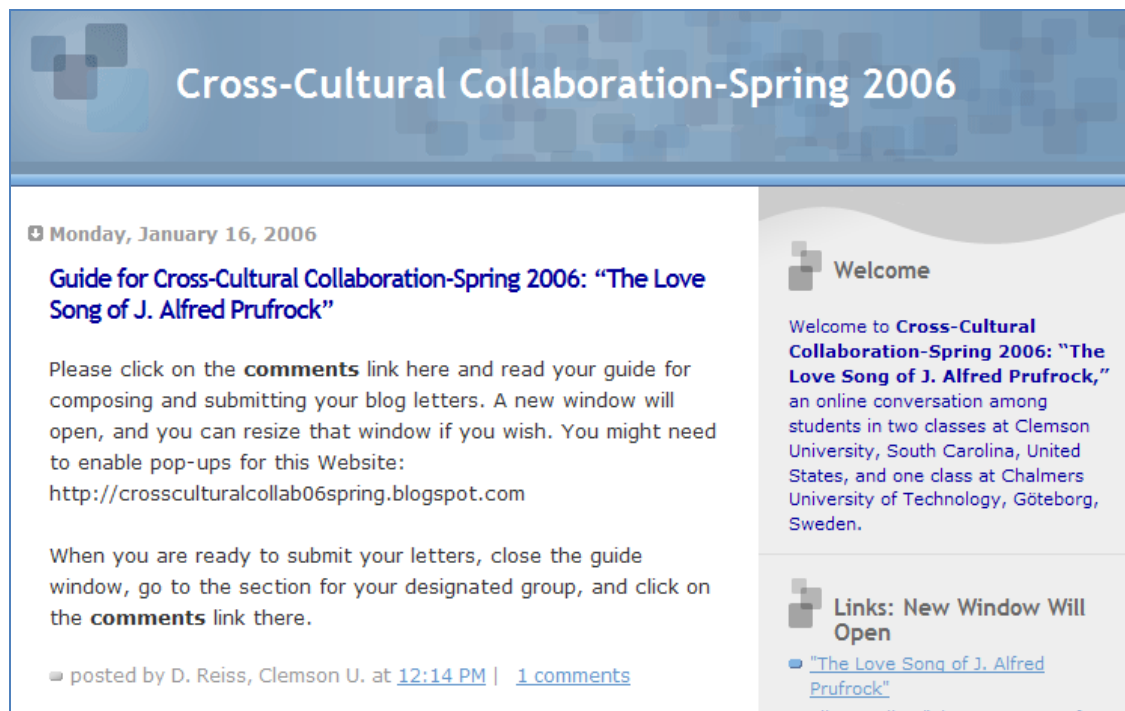 Cross-Cultural Collaboration-Spring 2006
Monday, January 16, 2006
Guide for Cross-Cultural Collaboration-Spring 2006: “The Love
Song of J. Alfred Prufrock”
Please click on the comments link here and read your guide for
composing and submitting your blog letters. A new window will
open, and you can resize that window if you wish. You might need
to enable pop-ups for this Website:
http://crossculturalcollab06spring.blogspot.com
When you are ready to submit your letters, close the guide
window, go to the section for your designated group, and click on
the comments link there.
posted by D. Reiss, Clemson U. at 12:14 PM | 1 comments
Welcome
Welcome to Cross-Cultural
Collaboration-Spring 2006: “The
Love Song of J. Alfred Prufrock,”
an online conversation among
students in two classes at Clemson
University, South Carolina, United
States, and one class at Chalmers
University of Technology, Göteborg,
Sweden.
Links: New Window Will
Open
"The Love Song of J. Alfred
Prufrock"